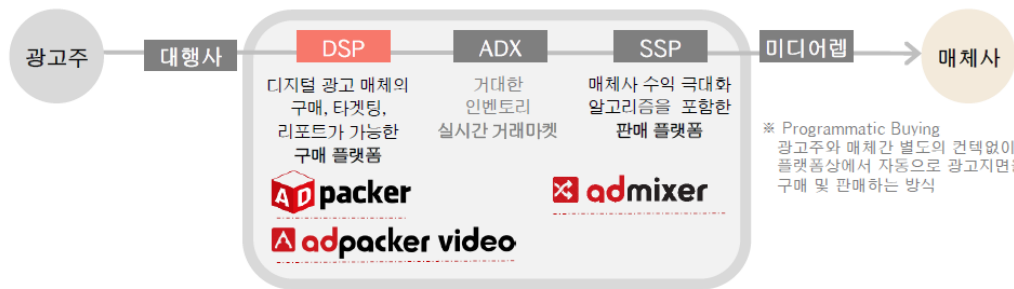 광고주
대행사
DSP
ADX
SSP
미디어렙
매체사
디지털 광고 매체의
구매, 타겟팅,
리포트가 가능한
구매 플랫폼
거대한
인벤토리
실시간 거래마켓
매체사 수익 극대화
알고리즘을 포함한
판매 플랫폼
AD packer
adpacker video
admixer
※ Programmatic Buying
광고주와 매체간 별도의 컨텍없이
플랫폼상에서 자동으로 광고지면을
구매 및 판매하는 방식